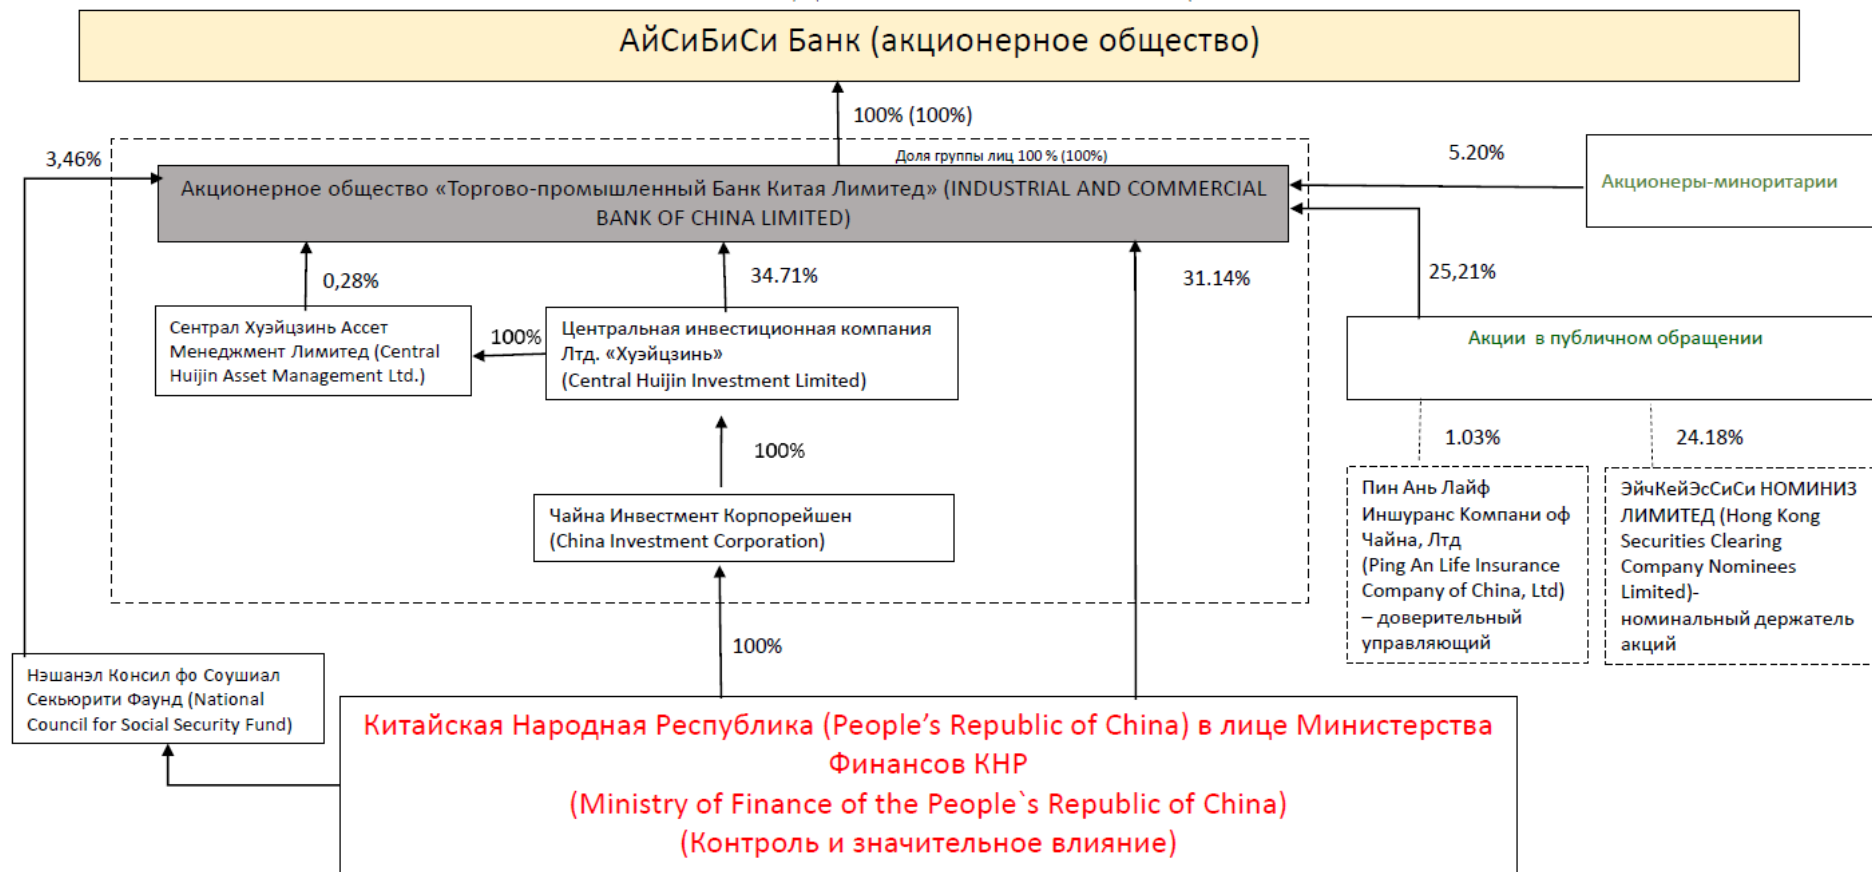 АйСиБиСи Банк (акционерное общество)
100% (100%)
3,46%
Доля группы лиц 100 % (100%)
5.20%
Акционерное общество «Торгово-промышленный Банк Китая Лимитед» (INDUSTRIAL AND COMMERCIAL
BANK OF CHINA LIMITED)
Акционеры-миноритарии
0,28%
34.71%
31.14%
25,21%
Сентрал Хуэйцзинь Ассет
Менеджмент Лимитед (Central
Huijin Asset Management Ltd.)
100%
Центральная инвестиционная компания
Лтд. «Хуэйцзинь»
(Central Huijin Investment Limited)
Акции в публичном обращении
100%
1.03%
24.18%
Чайна Инвестмент Корпорейшен
(China Investment Corporation)
Пин Ань Лайф
Иншуранс Компани оф
Чайна, Лтд
(Ping An Life Insurance
Company of China, Ltd)
– доверительный
управляющий
ЭйчКейЭсСиСи НОМИНИЗ
ЛИМИТЕД (Hong Kong
Securities Clearing
Company Nominees
Limited)-
номинальный держатель
акций
100%
Нэшанэл Консил фо Соушиал
Секьюрити Фаунд (National
Council for Social Security Fund)
Китайская Народная Республика (People’s Republic of China) в лице Министерства
Финансов КНР
(Ministry of Finance of the People`s Republic of China)
(Контроль и значительное влияние)